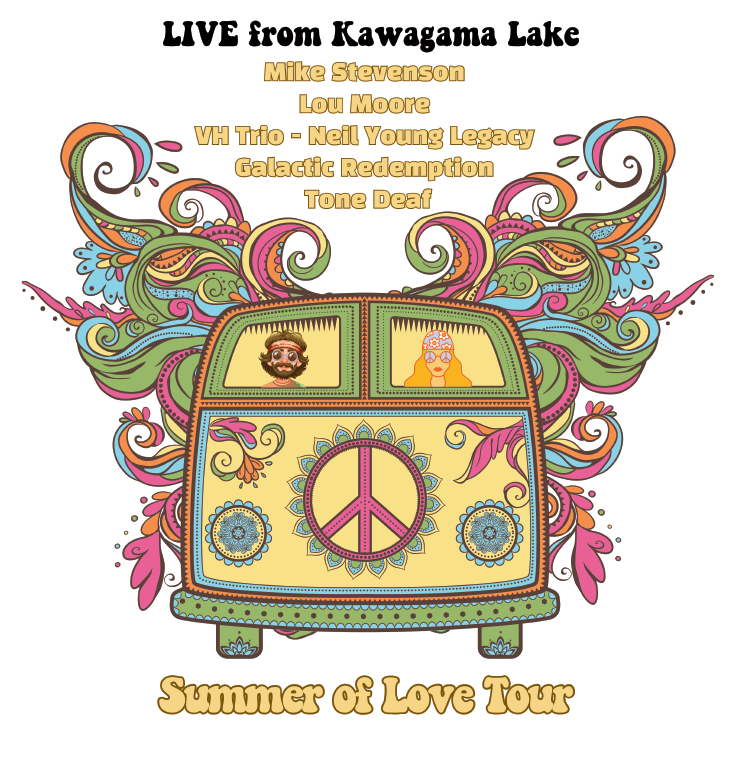 LIVE from Kawagama Lake
Mike Stevenson
Lou Moore
VH Trio - Neil Young Legacy
Galactic Redemption
Tone Deaf
Summer of Love Tour